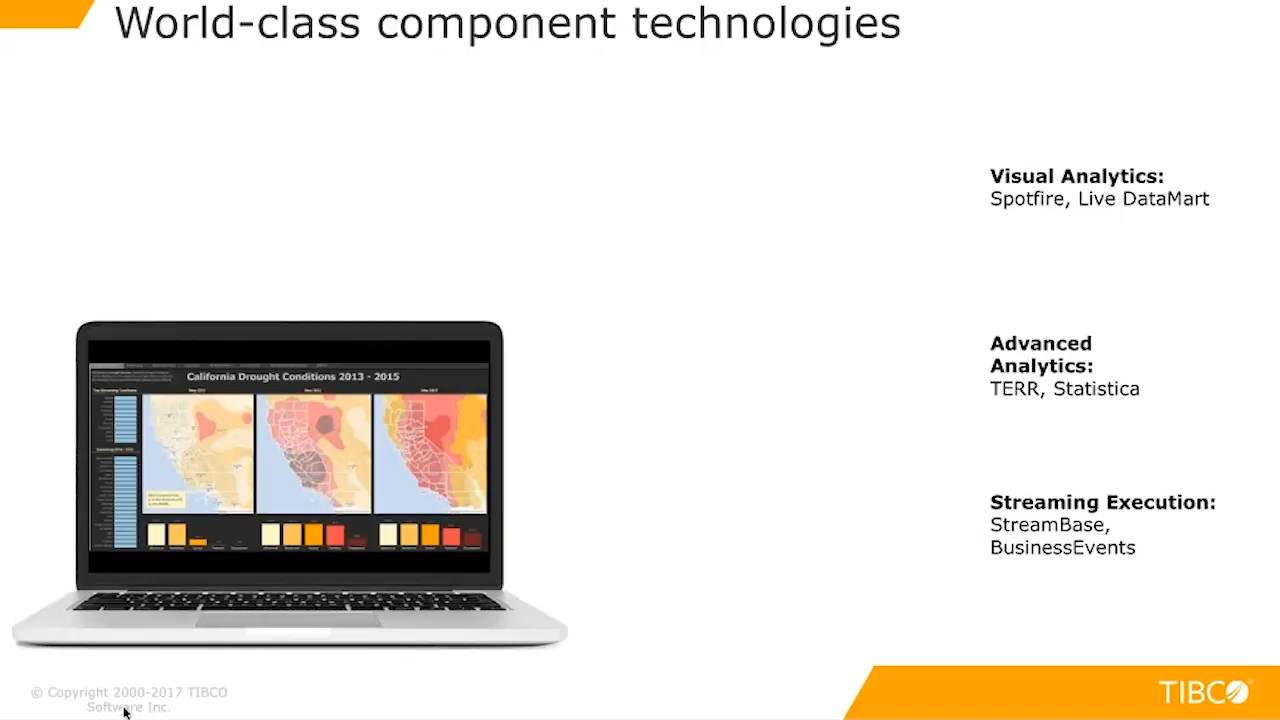 World-class component technologies
Visual Analytics:
Spotfire, Live DataMart
Advanced
Analytics:
TERR, Statistica
Streaming Execution:
StreamBase,
BusinessEvents
California Drought Conditions 2013 - 2015
© Copyright 2000-2017 TIBCO
Software Inc.
TIBCO